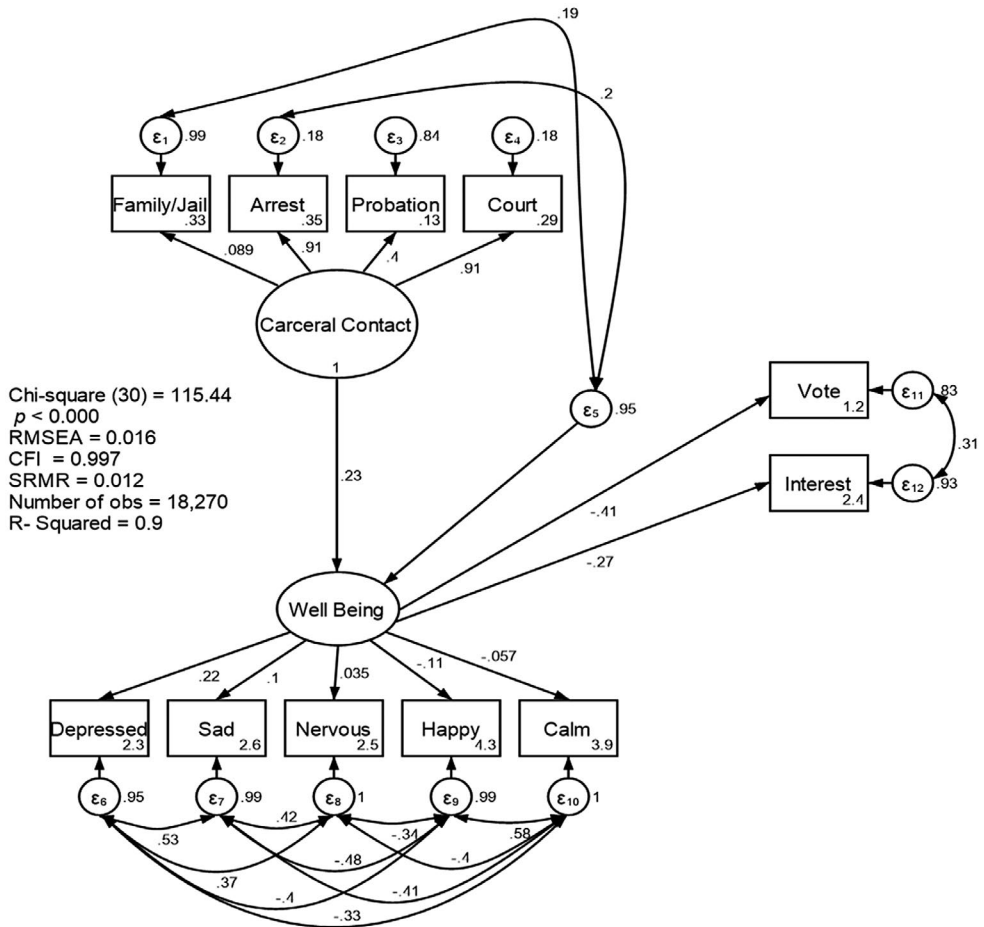 .19
.2
ε1 .99 ε2 .18 ε3 .84 ε4 .18
Family/Jail Arrest Probation Court
.33 .35 .13 .29
.089 .91 .4 .91
Carceral Contact
1
Chi-square (30) = 115.44
p < 0.000
RMSEA = 0.016
CFI = 0.997
SRMR = 0.012
Number of obs = 18,270
R- Squared = 0.9
ε5 .95
Vote
1.2
ε11 .83
.31
Interest
2.4
ε12 .93
.23
-.41
-.27
Well Being
.22 .1 .035 -.11 -.057
Depressed Sad Nervous Happy Calm
2.3 2.6 2.5 4.3 3.9
ε6 .95 ε7 .99 ε8 1 ε9 .99 ε10 1
.53 .42 -.34 .58
.37 -.48 -.4
-.4 -.41
-.33